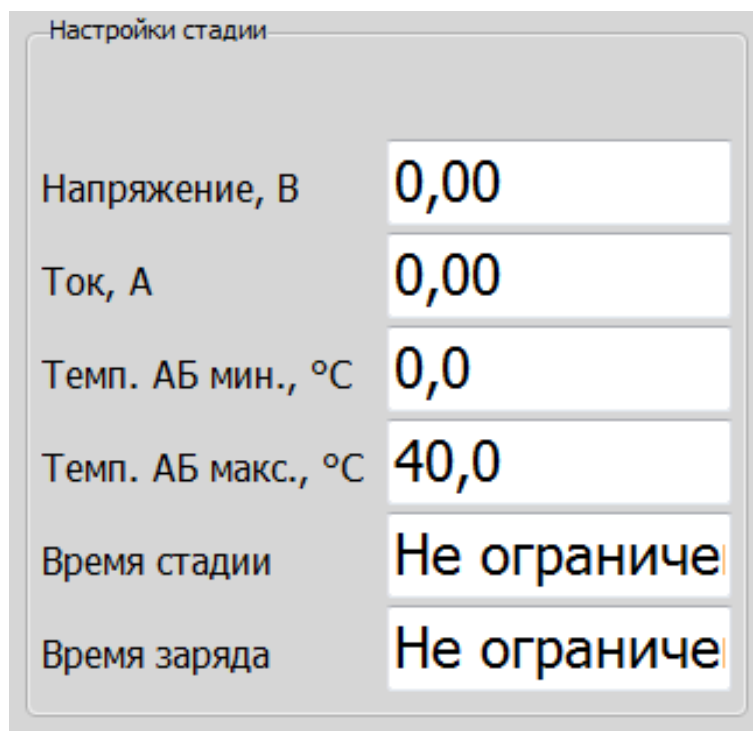 Настройки стадии
Напряжение, В 0,00
Ток, А 0,00
Темп. АБ мин., °C 0,0
Темп. АБ макс., °C 40,0
Время стадии Не ограниче
Время заряда Не ограниче